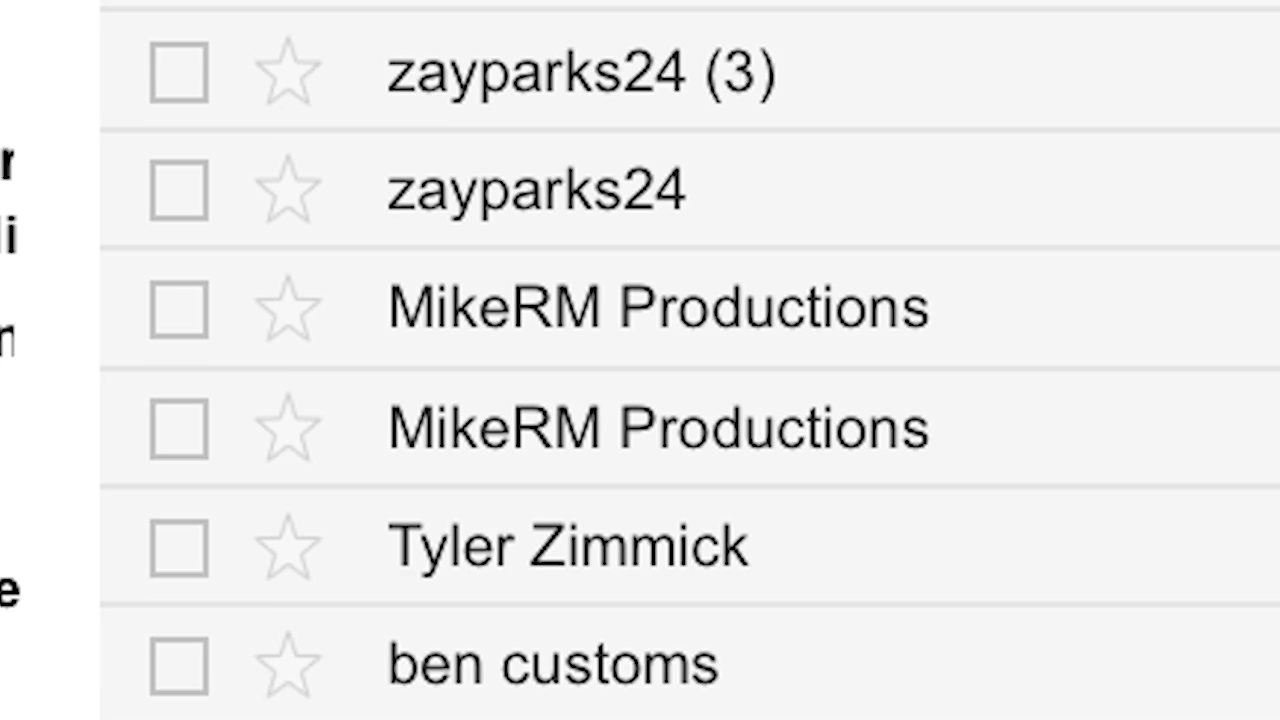 zayparks24 (3)
zayparks24
MikeRM Productions
MikeRM Productions
Tyler Zimmick
ben customs